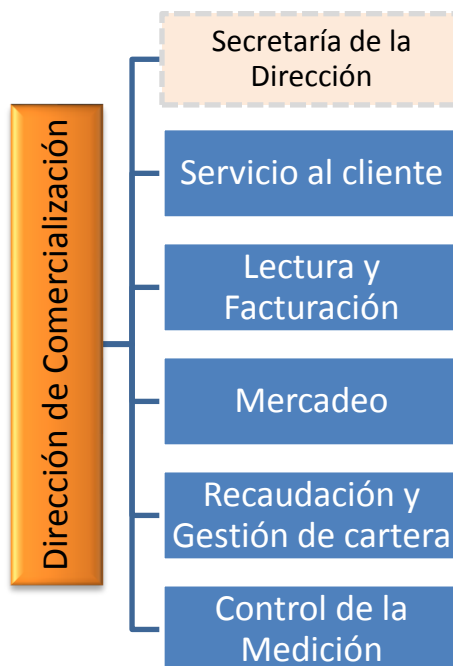 Dirección de Comercialización
Secretaría de la
Dirección
Servicio al cliente
Lectura y
Facturación
Mercadeo
Recaudación y
Gestión de cartera
Control de la
Medición